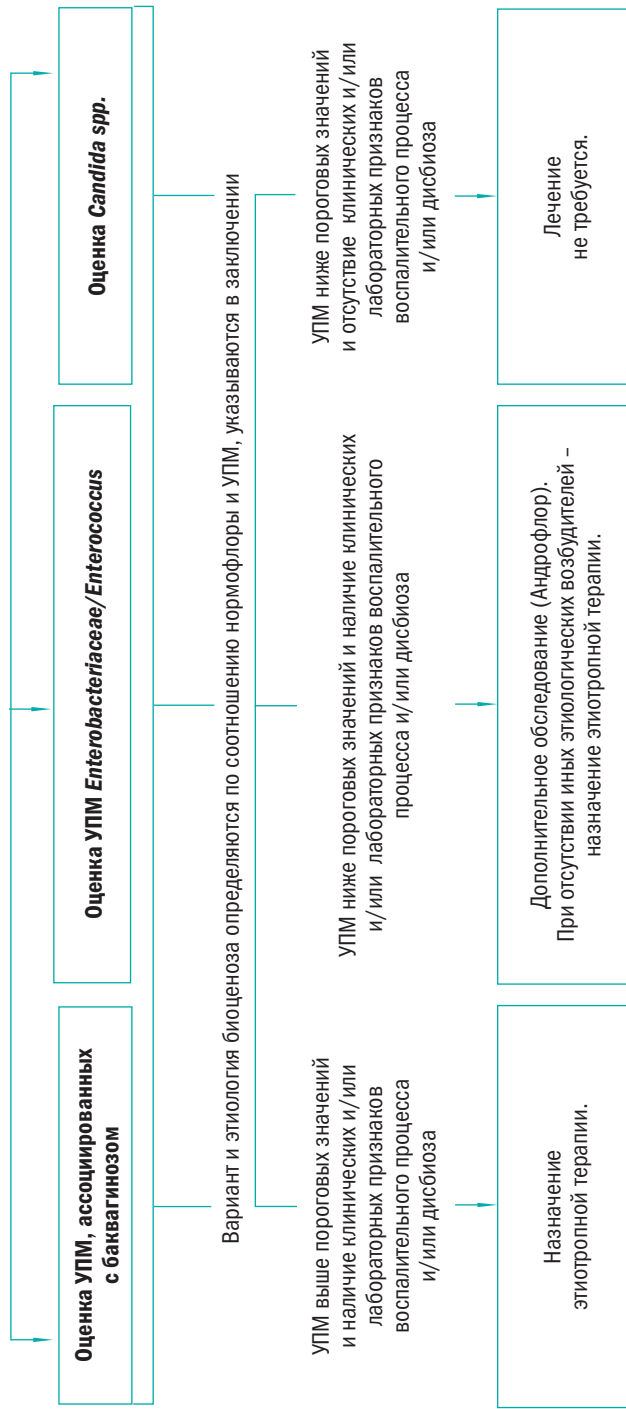 Оценка УПМ, ассоциированных
с баквагинозом
Оценка УПМ Enterobacteriaceae/Enterococcus
Оценка Candida spp.
Вариант и этиология биоценоза определяются по соотношению нормофлоры и УПМ, указываются в заключении
УПМ выше пороговых значений
и наличие клинических и/или
лабораторных признаков
воспалительного процесса
и/или дисбиоза
УПМ ниже пороговых значений и наличие клинических
и/или лабораторных признаков воспалительного
процесса и/или дисбиоза
УПМ ниже пороговых значений
и отсутствие клинических и/или
лабораторных признаков
воспалительного процесса
и/или дисбиоза
Назначение
этиотропной терапии.
Дополнительное обследование (Андрофлор).
При отсутствии иных этиологических возбудителей –
назначение этиотропной терапии.
Лечение
не требуется.